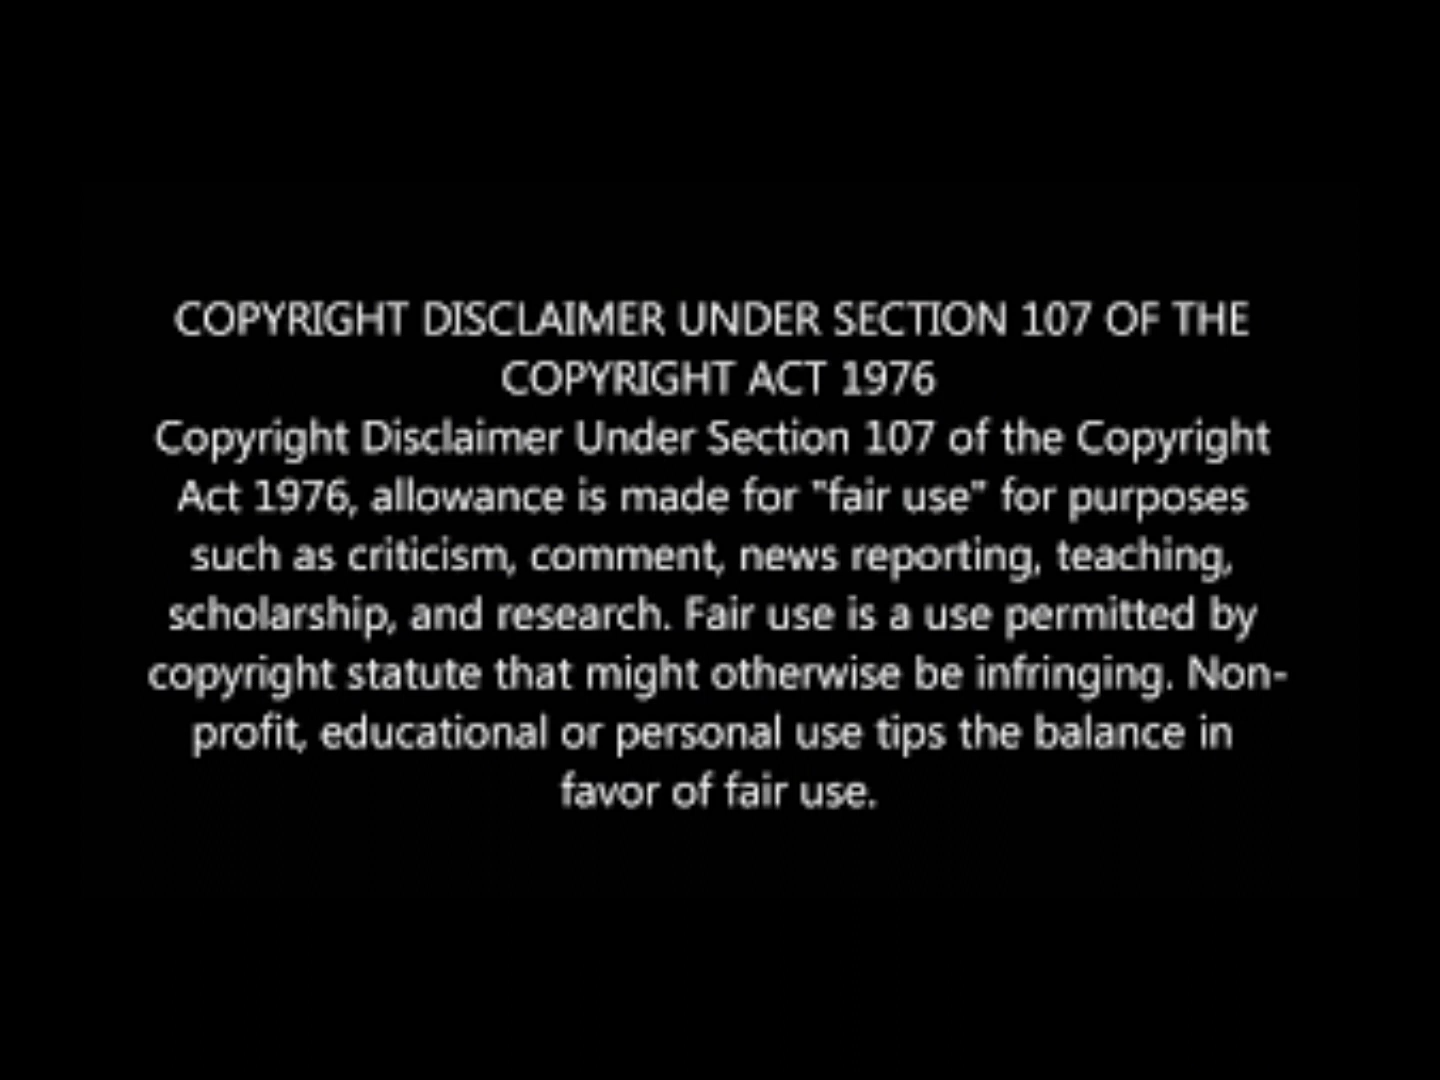 COPYRIGHT DISCLAIMER UNDER SECTION 107 OF THE
COPYRIGHT ACT 1976
Copyright Disclaimer Under Section 107 of the Copyright
Act 1976, allowance is made for "fair use" for purposes
such as criticism, comment, news reporting, teaching,
scholarship, and research. Fair use is a use permitted by
copyright statute that might otherwise be infringing. Non-
profit, educational or personal use tips the balance in
favor of fair use.